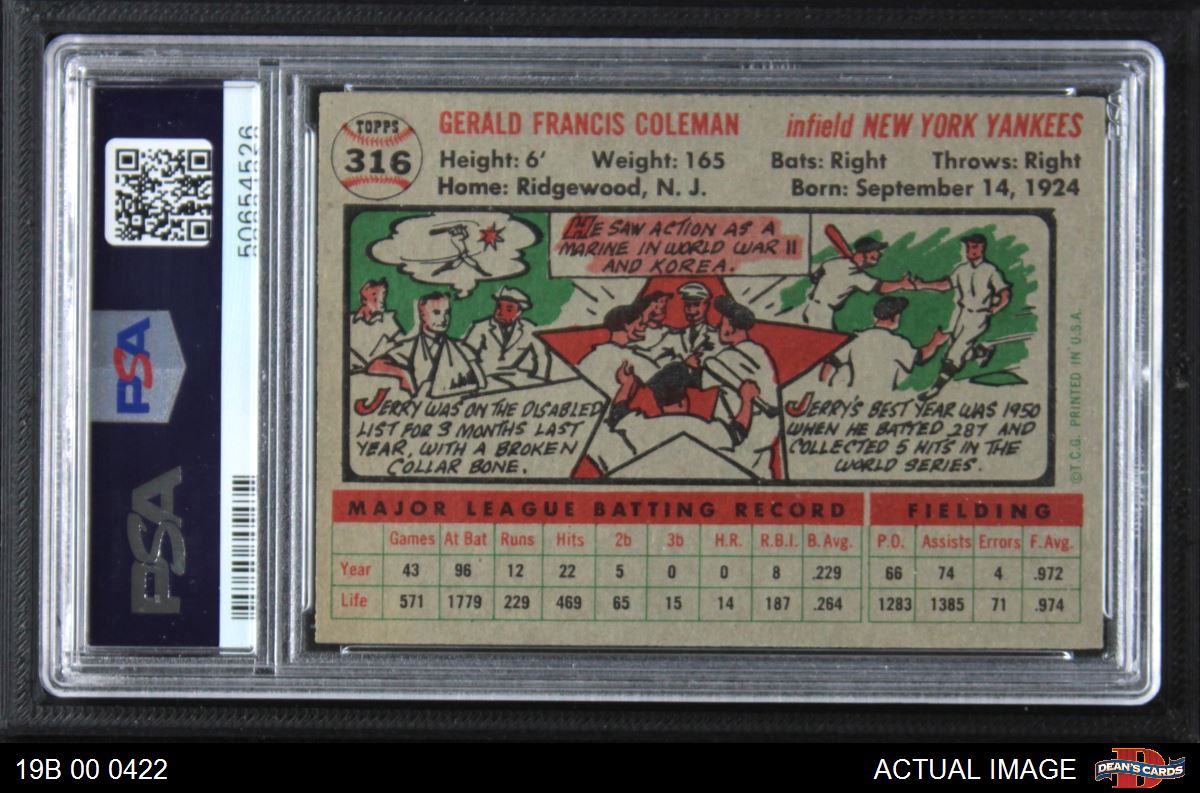 50654526
PSA
PSA
TOPPS
316
GERALD FRANCIS COLEMAN infield NEW YORK YANKEES
Height: 6' Weight: 165 Bats: Right Throws: Right
Home: Ridgewood, N. J. Born: September 14, 1924
HE SAW ACTION AS A
MARINE IN WORLD WAR II
AND KOREA.
JERRY WAS ON THE DISABLED
LIST FOR 3 MONTHS LAST
YEAR, WITH A BROKEN
COLLAR BONE.
JERRY'S BEST YEAR WAS 1950
WHEN HE BATTED .287 AND
COLLECTED 5 HITS IN THE
WORLD SERIES.
©T.C.G. PRINTED IN U.S.A.
MAJOR LEAGUE BATTING RECORD FIELDING
Games At Bat Runs Hits 2b 3b H.R. R.B.I. B. Avg. P.O. Assists Errors F. Avg.
Year 43 96 12 22 5 0 0 8 .229 66 74 4 .972
Life 571 1779 229 469 65 15 14 187 .264 1283 1385 71 .974
19B 00 0422
ACTUAL IMAGE
DEAN'S CARDS